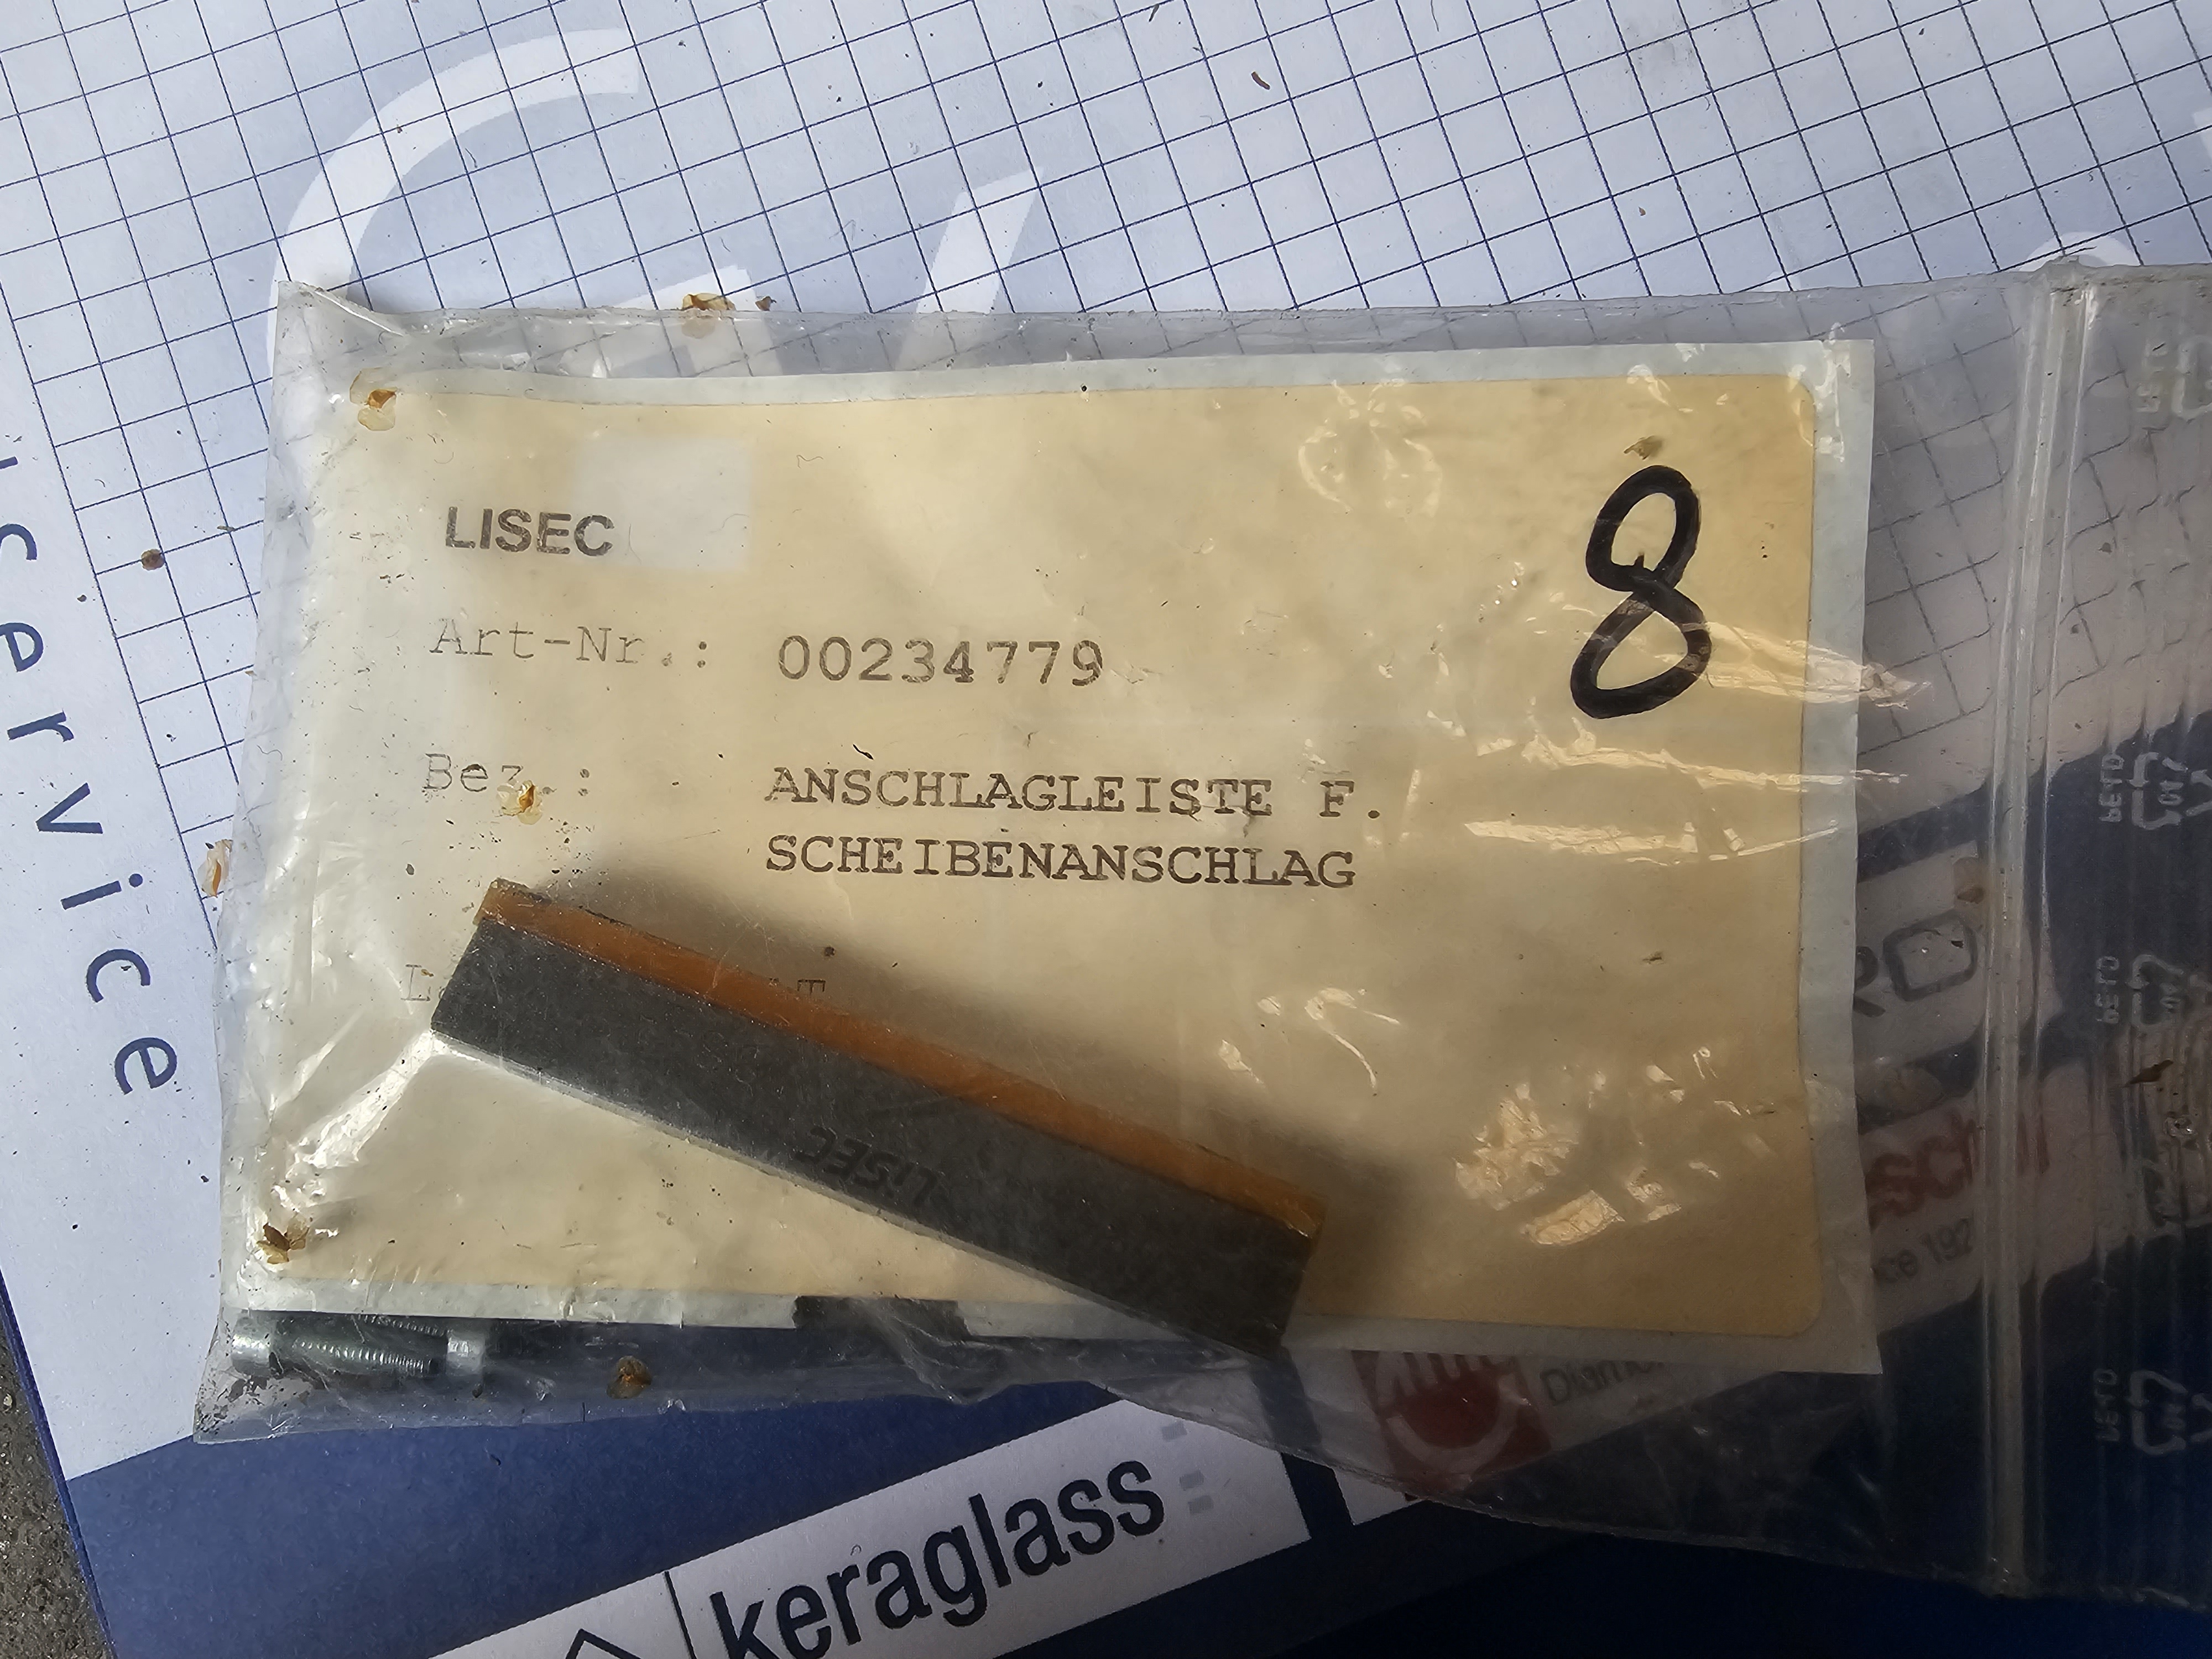 LISEC
8
Art-Nr.: 00234779
Bez.: ANSCHLAGLEISTE F.
SCHEIBENANSCHLAG
LISEC
service
keraglass